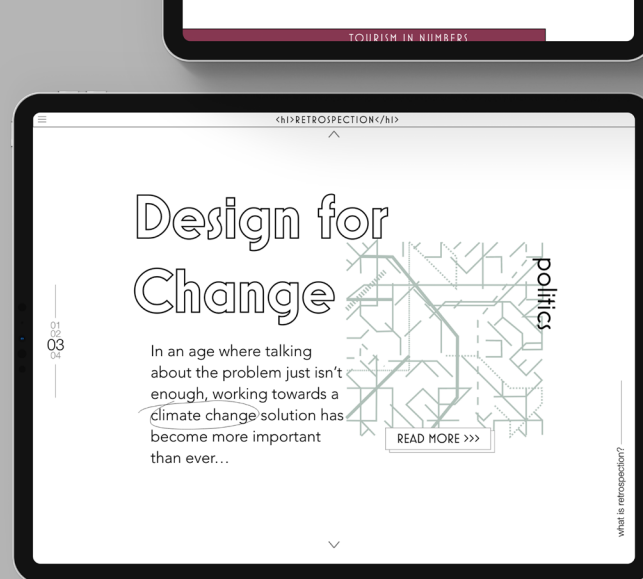 TOURISM IN NUMBERS
<h1>RETROSPECTION</h1>
Design for
Change
politics
01
02
03
04
In an age where talking
about the problem just isn't
enough, working towards a
climate change solution has
become more important
than ever...
READ MORE >>>
what is retrospection?